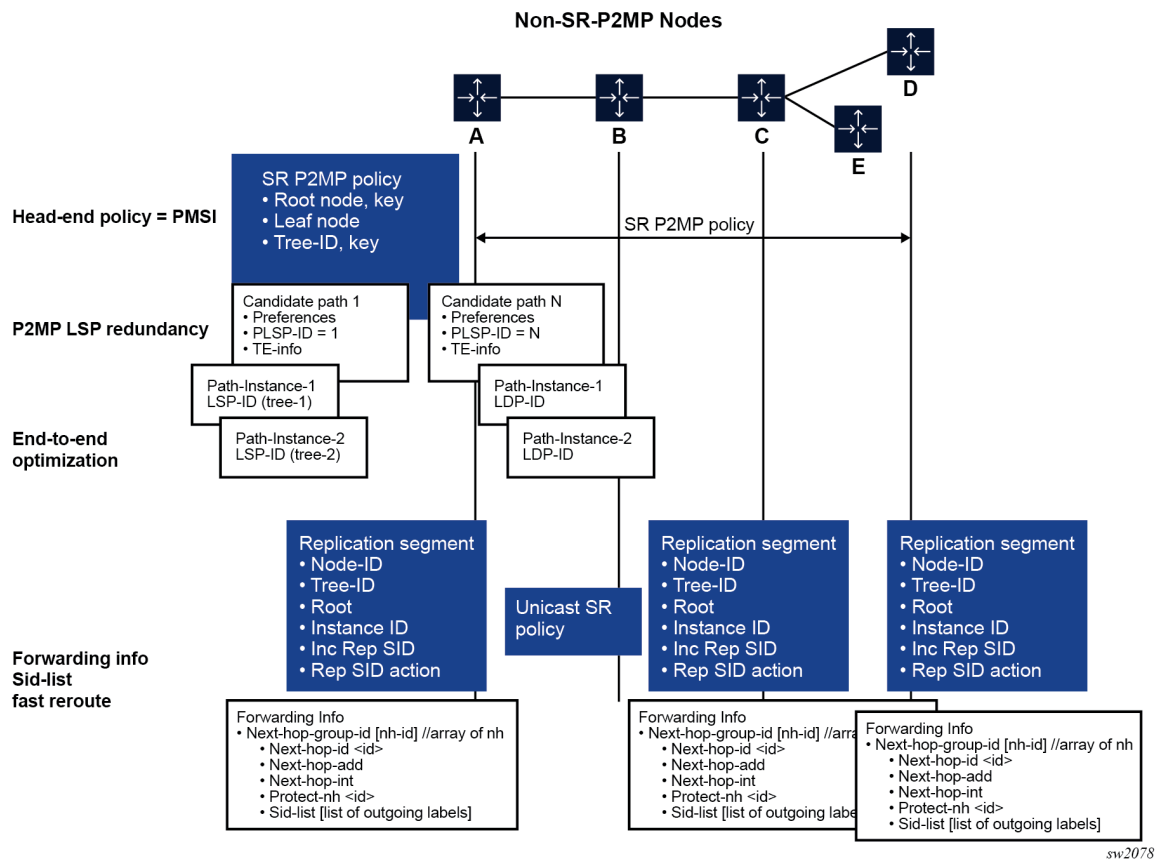 Non-SR-P2MP Nodes
A
B
C
D
E
Head-end policy = PMSI
SR P2MP policy
• Root node, key
• Leaf node
• Tree-ID, key
SR P2MP policy
P2MP LSP redundancy
Candidate path 1
• Preferences
• PLSP-ID = 1
• TE-info
Candidate path N
• Preferences
• PLSP-ID = N
• TE-info
Path-Instance-1
LSP-ID (tree-1)
Path-Instance-1
LDP-ID
End-to-end
optimization
Path-Instance-2
LSP-ID (tree-2)
Path-Instance-2
LDP-ID
Forwarding info
Sid-list
fast reroute
Replication segment
• Node-ID
• Tree-ID
• Root
• Instance ID
• Inc Rep SID
• Rep SID action
Unicast SR
policy
Replication segment
• Node-ID
• Tree-ID
• Root
• Instance ID
• Inc Rep SID
• Rep SID action
Replication segment
• Node-ID
• Tree-ID
• Root
• Instance ID
• Inc Rep SID
• Rep SID action
Forwarding Info
• Next-hop-group-id [nh-id] //array of nh
• Next-hop-id <id>
• Next-hop-add
• Next-hop-int
• Protect-nh <id>
• Sid-list [list of outgoing labels]
Forwarding Info
• Next-hop-group-id [nh-id] //arra
• Next-hop-id <id>
• Next-hop-add
• Next-hop-int
• Protect-nh <id>
• Sid-list [list of outgoing labe
Forwarding Info
• Next-hop-group-id [nh-id] //array of nh
• Next-hop-id <id>
• Next-hop-add
• Next-hop-int
• Protect-nh <id>
• Sid-list [list of outgoing labels]
sw2078